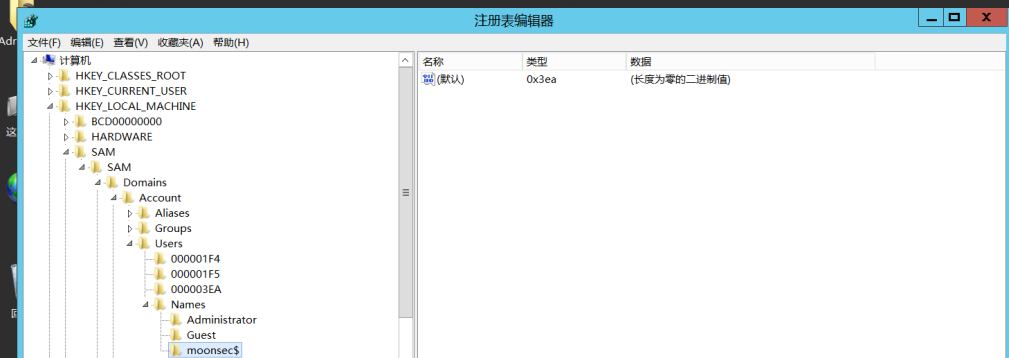 注册表编辑器
文件(F) 编辑(E) 查看(V) 收藏夹(A) 帮助(H)
计算机
HKEY_CLASSES_ROOT
HKEY_CURRENT_USER
HKEY_LOCAL_MACHINE
BCD00000000
HARDWARE
SAM
SAM
Domains
Account
Aliases
Groups
Users
000001F4
000001F5
000003EA
Names
Administrator
Guest
moonsec$
名称 类型 数据
(默认) 0x3ea (长度为零的二进制值)
Adr
这